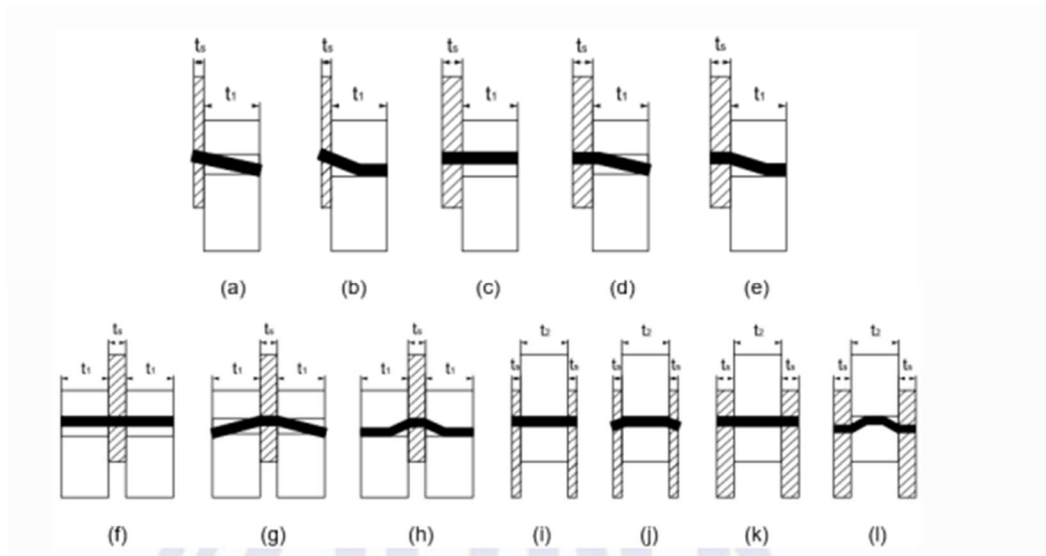 ts ts ts ts ts
t1 t1 t1 t1 t1
(a) (b) (c) (d) (e)
ts ts ts t2 t2 t2 t2
t1 t1 t1 t1 t1 t1 ts ts ts ts ts ts ts ts
(f) (g) (h) (i) (j) (k) (l)